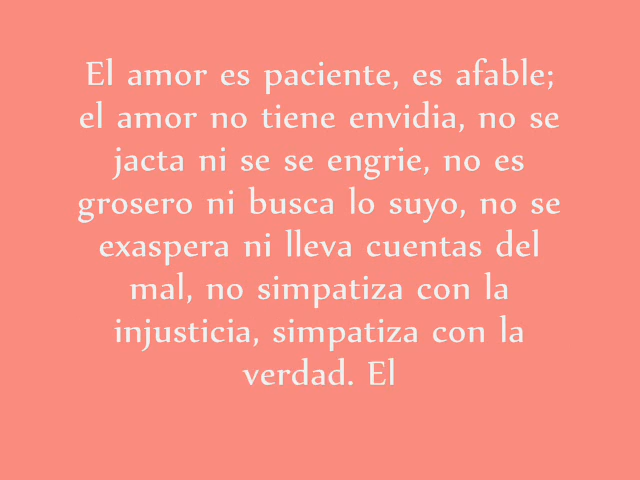 El amor es paciente, es afable;
el amor no tiene envidia, no se
jacta ni se se engrie, no es
grosero ni busca lo suyo, no se
exaspera ni lleva cuentas del
mal, no simpatiza con la
injusticia, simpatiza con la
verdad. El